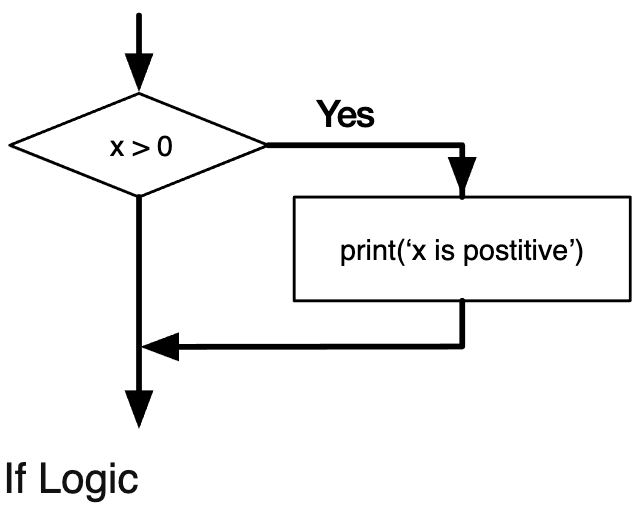 Yes
x > 0
print(‘x is postitive’)
If Logic